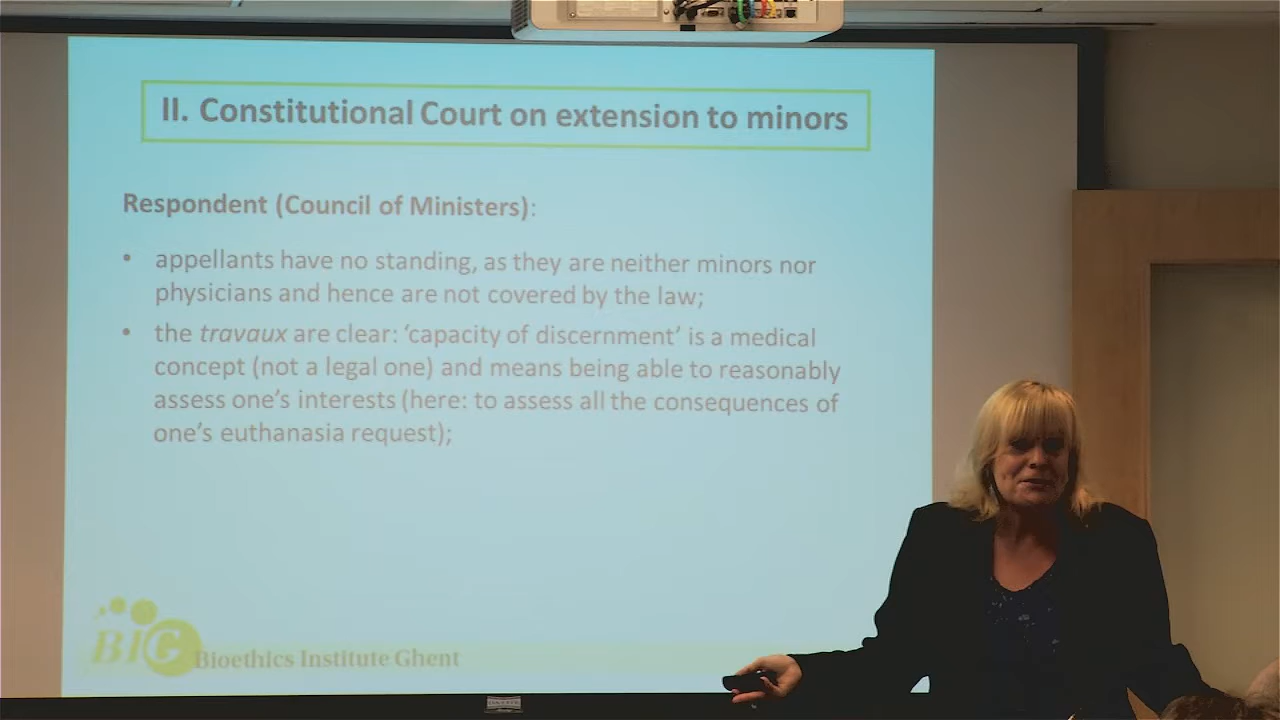 II. Constitutional Court on extension to minors
Respondent (Council of Ministers):
• appellants have no standing, as they are neither minors nor
physicians and hence are not covered by the law;
• the travaux are clear: ‘capacity of discernment’ is a medical
concept (not a legal one) and means being able to reasonably
assess one’s interests (here: to assess all the consequences of
one’s euthanasia request);
BIG Bioethics Institute Ghent